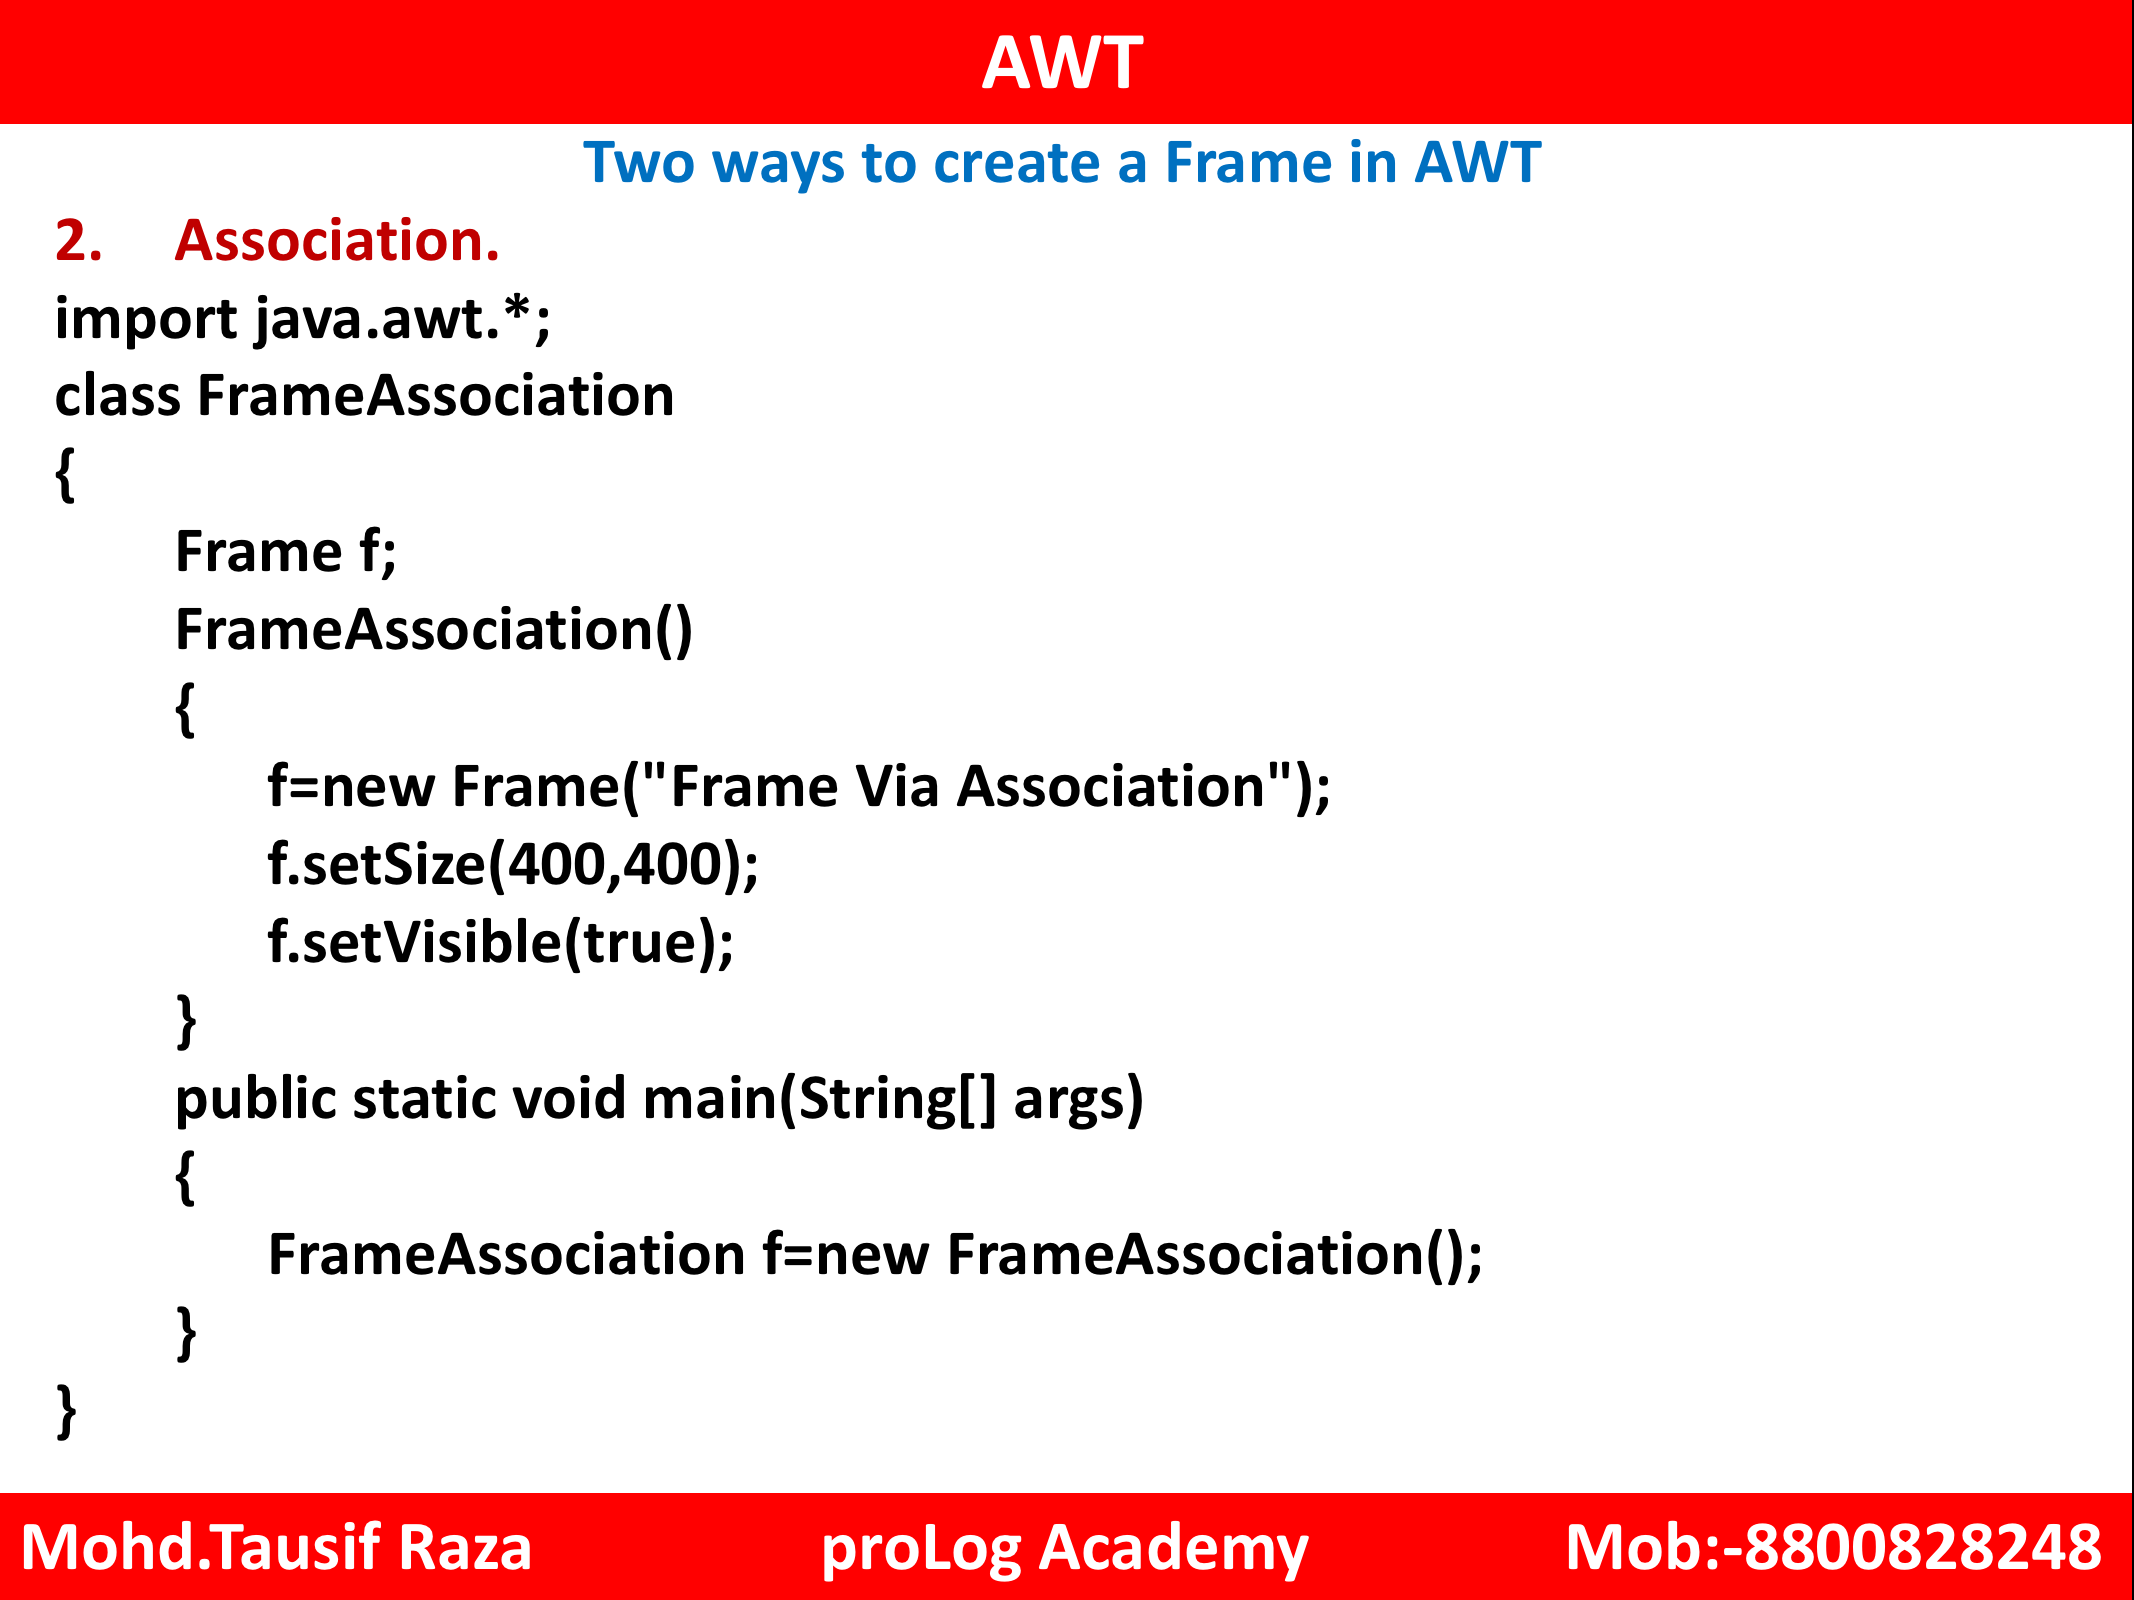 AWT
Two ways to create a Frame in AWT
2. Association.
import java.awt.*;
class FrameAssociation
{
Frame f;
FrameAssociation()
{
f=new Frame("Frame Via Association");
f.setSize(400,400);
f.setVisible(true);
}
public static void main(String[] args)
{
FrameAssociation f=new FrameAssociation();
}
}
Mohd.Tausif Raza proLog Academy Mob:-8800828248